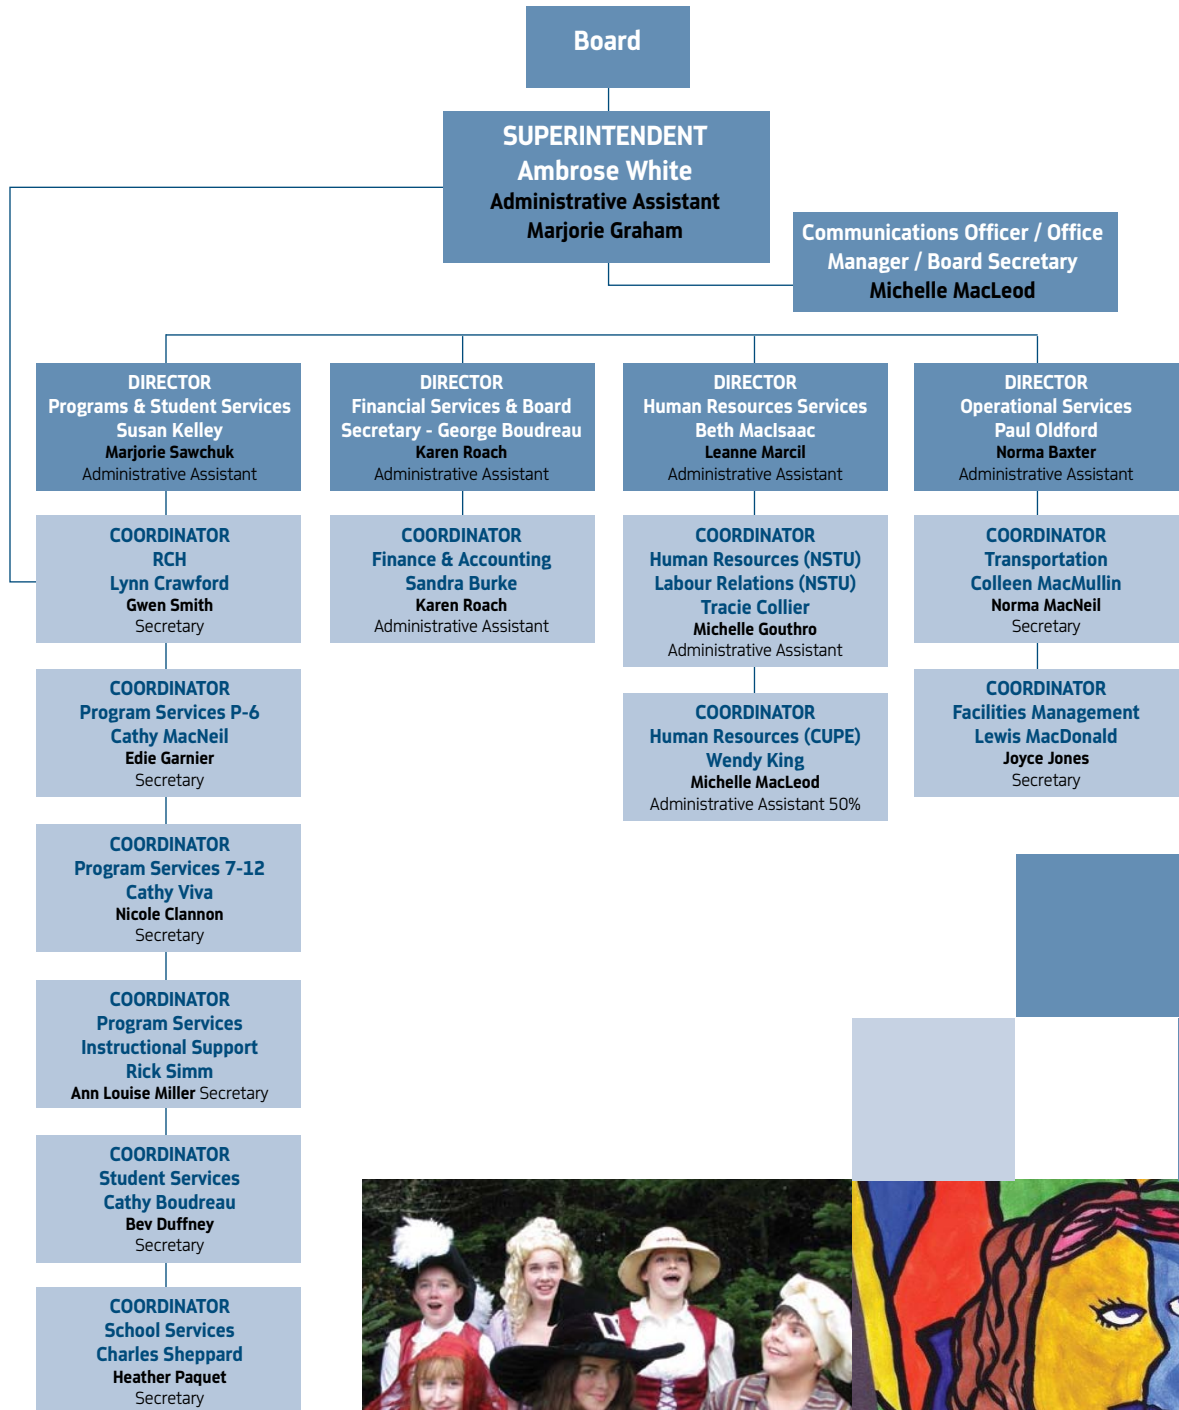 Board
SUPERINTENDENT
Ambrose White
Administrative Assistant
Marjorie Graham
Communications Officer / Office
Manager / Board Secretary
Michelle MacLeod
DIRECTOR
Programs & Student Services
Susan Kelley
Marjorie Sawchuk
Administrative Assistant
DIRECTOR
Financial Services & Board
Secretary - George Boudreau
Karen Roach
Administrative Assistant
DIRECTOR
Human Resources Services
Beth MacIsaac
Leanne Marcil
Administrative Assistant
DIRECTOR
Operational Services
Paul Oldford
Norma Baxter
Administrative Assistant
COORDINATOR
RCH
Lynn Crawford
Gwen Smith
Secretary
COORDINATOR
Finance & Accounting
Sandra Burke
Karen Roach
Administrative Assistant
COORDINATOR
Human Resources (NSTU)
Labour Relations (NSTU)
Tracie Collier
Michelle Gouthro
Administrative Assistant
COORDINATOR
Transportation
Colleen MacMullin
Norma MacNeil
Secretary
COORDINATOR
Program Services P-6
Cathy MacNeil
Edie Garnier
Secretary
COORDINATOR
Human Resources (CUPE)
Wendy King
Michelle MacLeod
Administrative Assistant 50%
COORDINATOR
Facilities Management
Lewis MacDonald
Joyce Jones
Secretary
COORDINATOR
Program Services 7-12
Cathy Viva
Nicole Clannon
Secretary
COORDINATOR
Program Services
Instructional Support
Rick Simm
Ann Louise Miller Secretary
COORDINATOR
Student Services
Cathy Boudreau
Bev Duffney
Secretary
COORDINATOR
School Services
Charles Sheppard
Heather Paquet
Secretary